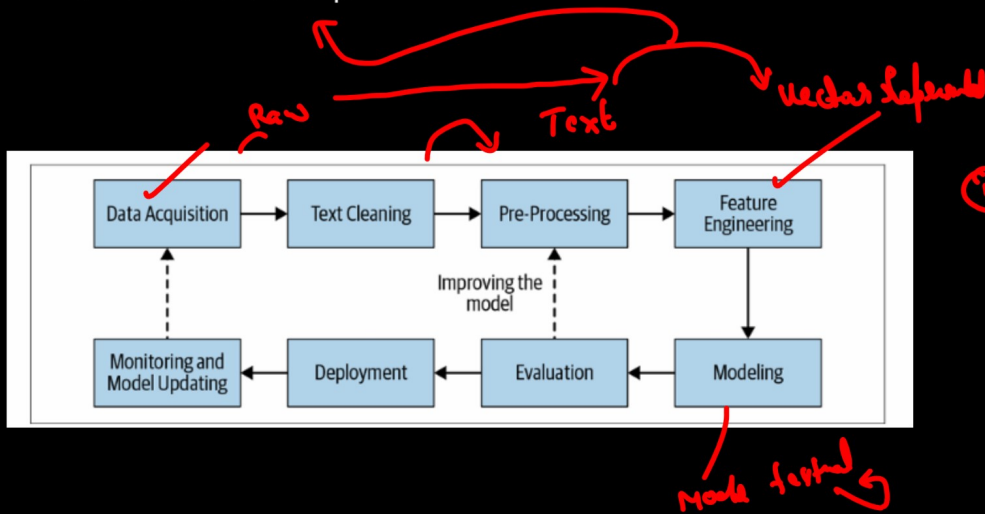 Raw
Text
Vector
Data Acquisition
Text Cleaning
Pre-Processing
Feature
Engineering
Improving the
model
Monitoring and
Model Updating
Deployment
Evaluation
Modeling